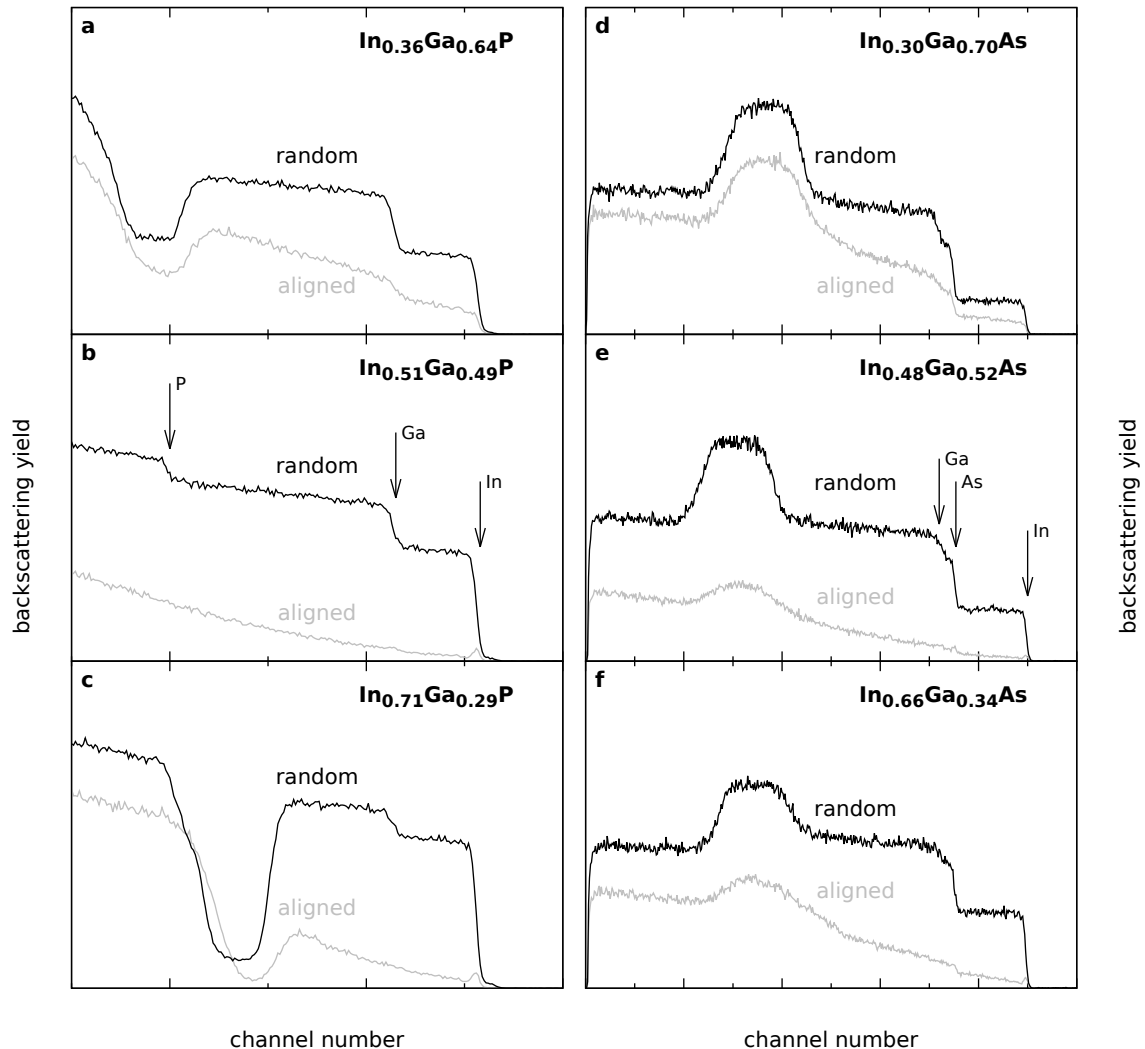 a
In0.36Ga0.64P
random
aligned
b
In0.51Ga0.49P
P
Ga
In
random
aligned
c
In0.71Ga0.29P
random
aligned
d
In0.30Ga0.70As
random
aligned
e
In0.48Ga0.52As
Ga
As
In
random
aligned
f
In0.66Ga0.34As
random
aligned
backscattering yield
backscattering yield
channel number
channel number